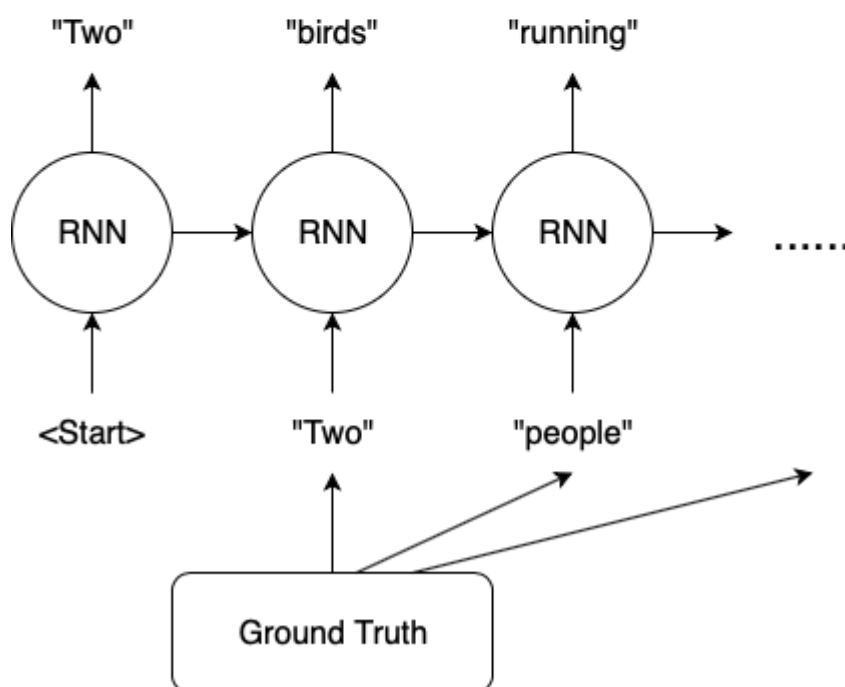 "Two" "birds" "running"
RNN RNN RNN ......
<Start> "Two" "people"
Ground Truth